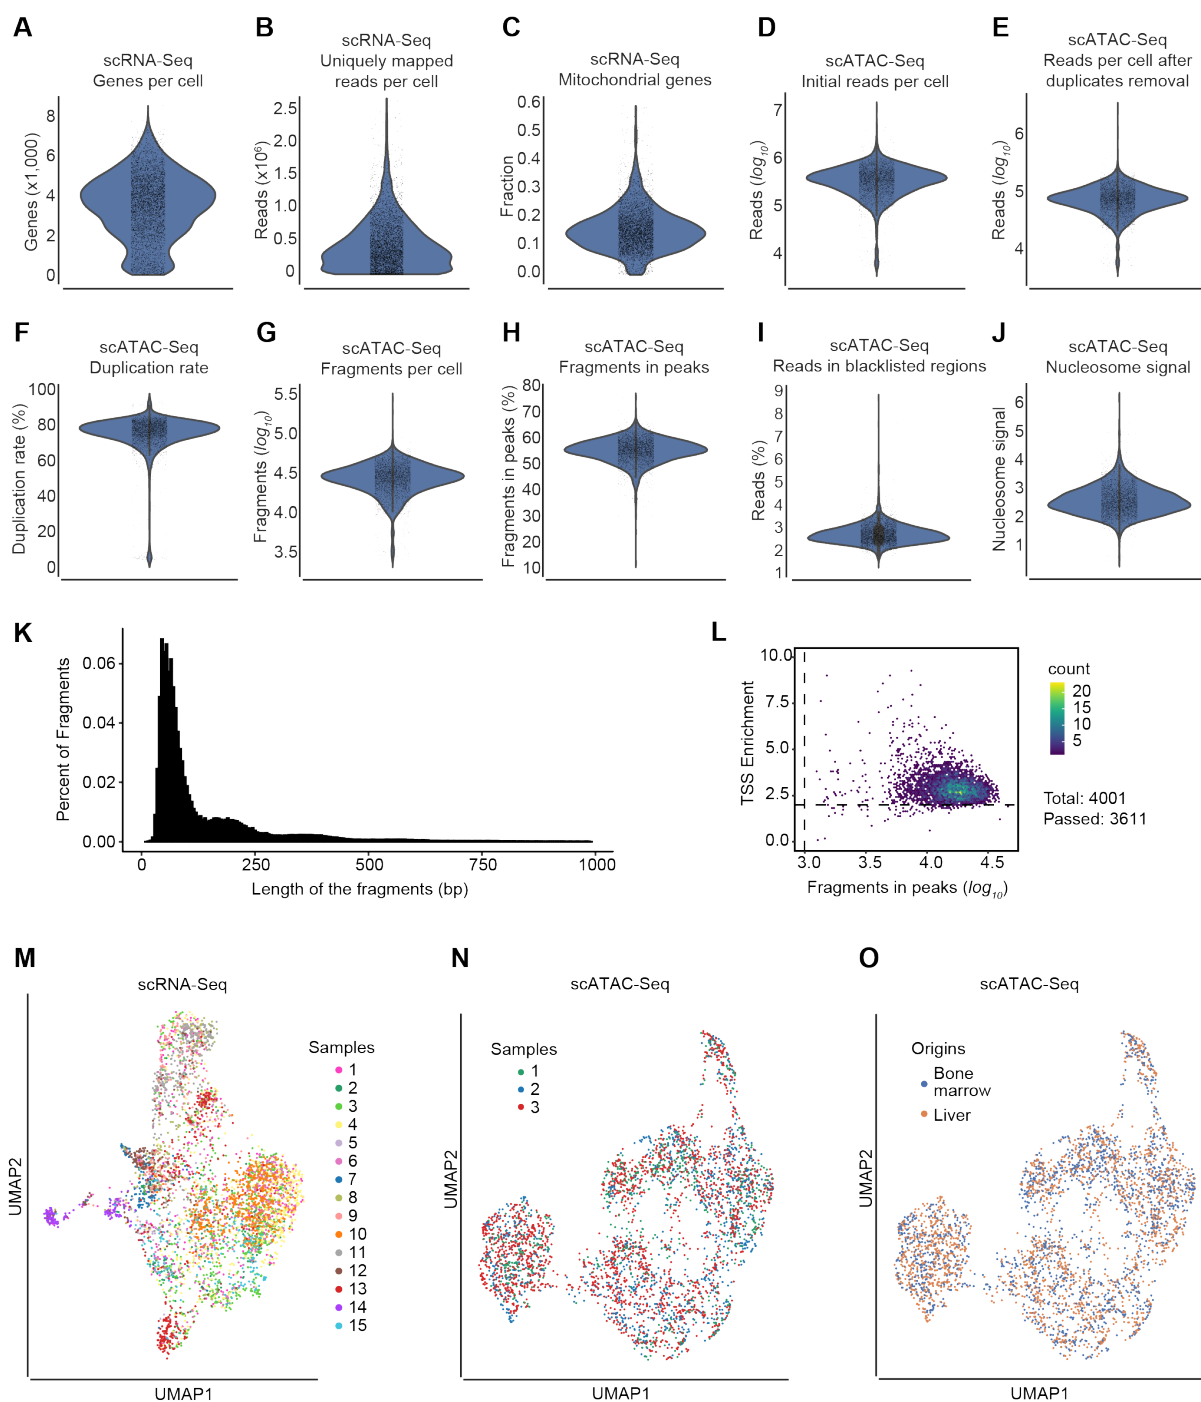 A
scRNA-Seq
Genes per cell
Genes (x1,000)
8
6
4
2
0
B
scRNA-Seq
Uniquely mapped
reads per cell
Reads (x10⁶)
2.5
2.0
1.5
1.0
0.5
0
C
scRNA-Seq
Mitochondrial genes
Fraction
0.6
0.5
0.4
0.3
0.2
0.1
0.0
D
scATAC-Seq
Initial reads per cell
Reads (log₁₀)
7
6
5
4
E
scATAC-Seq
Reads per cell after
duplicates removal
Reads (log₁₀)
6
5
4
F
scATAC-Seq
Duplication rate
Duplication rate (%)
100
80
60
40
20
0
G
scATAC-Seq
Fragments per cell
Fragments (log₁₀)
5.5
5.0
4.5
4.0
3.5
H
scATAC-Seq
Fragments in peaks
Fragments in peaks (%)
80
70
60
50
40
30
20
10
I
scATAC-Seq
Reads in blacklisted regions
Reads (%)
9
8
7
6
5
4
3
2
1
J
scATAC-Seq
Nucleosome signal
Nucleosome signal
6
5
4
3
2
1
K
Percent of Fragments
0.06
0.04
0.02
0.00
0 250 500 750 1000
Length of the fragments (bp)
L
TSS Enrichment
10.0
7.5
5.0
2.5
0.0
3.0 3.5 4.0 4.5
Fragments in peaks (log₁₀)
count
20
15
10
5
Total: 4001
Passed: 3611
M
scRNA-Seq
UMAP2
UMAP1
Samples
1
2
3
4
5
6
7
8
9
10
11
12
13
14
15
N
scATAC-Seq
Samples
1
2
3
UMAP2
UMAP1
O
scATAC-Seq
Origins
Bone
marrow
Liver
UMAP2
UMAP1